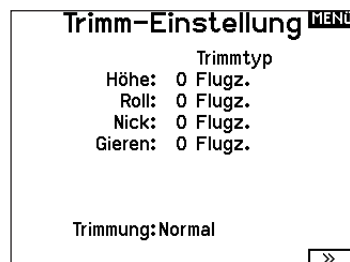 Trimm-Einstellung MENÜ
Trimmtyp
Höhe: 0 Flugz.
Roll: 0 Flugz.
Nick: 0 Flugz.
Gieren: 0 Flugz.
Trimmung:Normal
>>